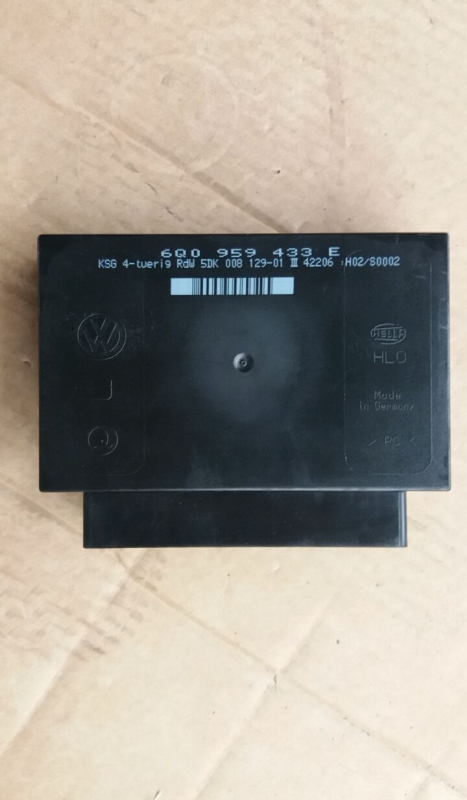 6Q0 959 433 E
KSG 4-tuerig RdW 5DK 008 129-01 III 42206 :H02/S0002
HELLA
HLO
Made
in Germany
> PC <